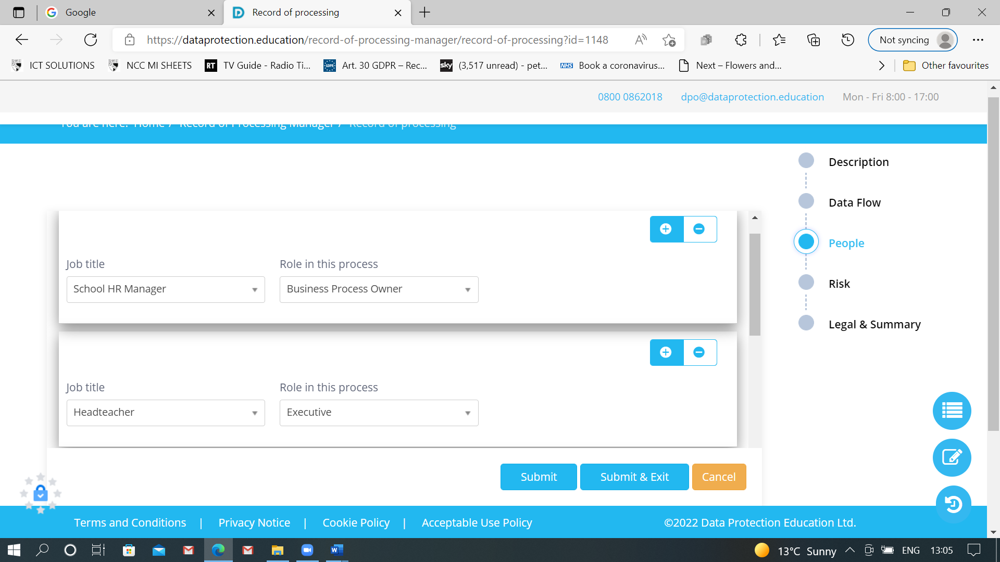 Google
Record of processing
https://dataprotection.education/record-of-processing-manager/record-of-processing?id=1148
Not syncing
ICT SOLUTIONS
NCC MI SHEETS
RT
TV Guide - Radio Ti...
GDPR
Art. 30 GDPR – Rec...
sky
(3,517 unread) - pet...
NHS
Book a coronavirus...
Next – Flowers and...
Other favourites
0800 0862018
dpo@dataprotection.education
Mon - Fri 8:00 - 17:00
You are here: Home / Record of Processing Manager / Record of processing
Description
Data Flow
People
Risk
Legal & Summary
Job title
Role in this process
School HR Manager
Business Process Owner
Job title
Role in this process
Headteacher
Executive
Submit
Submit & Exit
Cancel
Terms and Conditions | Privacy Notice | Cookie Policy | Acceptable Use Policy
©2022 Data Protection Education Ltd.
13°C Sunny
ENG
13:05